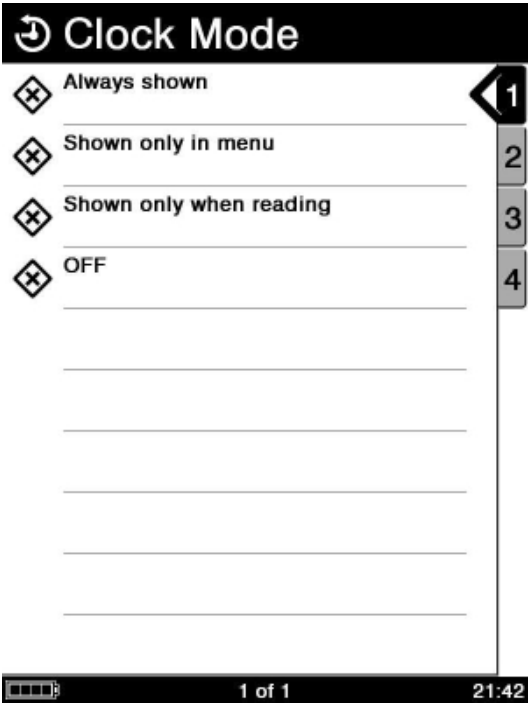 Clock Mode
Always shown
1
Shown only in menu
2
Shown only when reading
3
OFF
4
1 of 1
21:42